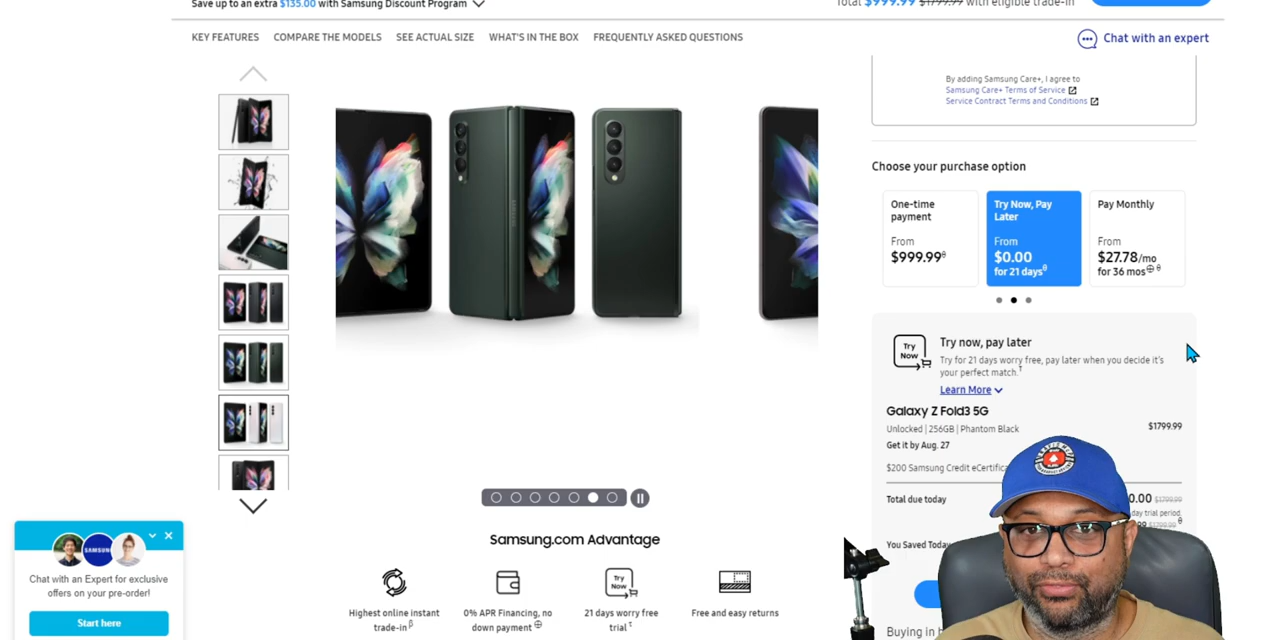 Save up to an extra $135.00 with Samsung Discount Program
Total $999.99 $1799.99 with eligible trade-in
KEY FEATURES COMPARE THE MODELS SEE ACTUAL SIZE WHAT'S IN THE BOX FREQUENTLY ASKED QUESTIONS
Chat with an expert
By adding Samsung Care+, I agree to
Samsung Care+ Terms of Service
Service Contract Terms and Conditions
Choose your purchase option
One-time
payment
From
$999.99θ
Try Now, Pay
Later
From
$0.00
for 21 daysθ
Pay Monthly
From
$27.78/mo
for 36 mos⊕ θ
Try
Now
Try now, pay later
Try for 21 days worry free, pay later when you decide it's
your perfect match.
Learn More
Galaxy Z Fold3 5G
Unlocked | 256GB | Phantom Black
$1799.99
Get it by Aug. 27
$200 Samsung Credit
Total due today
0.00 $1799.99
day trial period.
$1799.99
You Saved Today
Buying in
Samsung.com Advantage
Highest online instant
trade-inβ
0% APR Financing, no
down payment ⊕
Try
Now
21 days worry free
trial
Free and easy returns
SAMSUNG
Chat with an Expert for exclusive
offers on your pre-order!
Start here